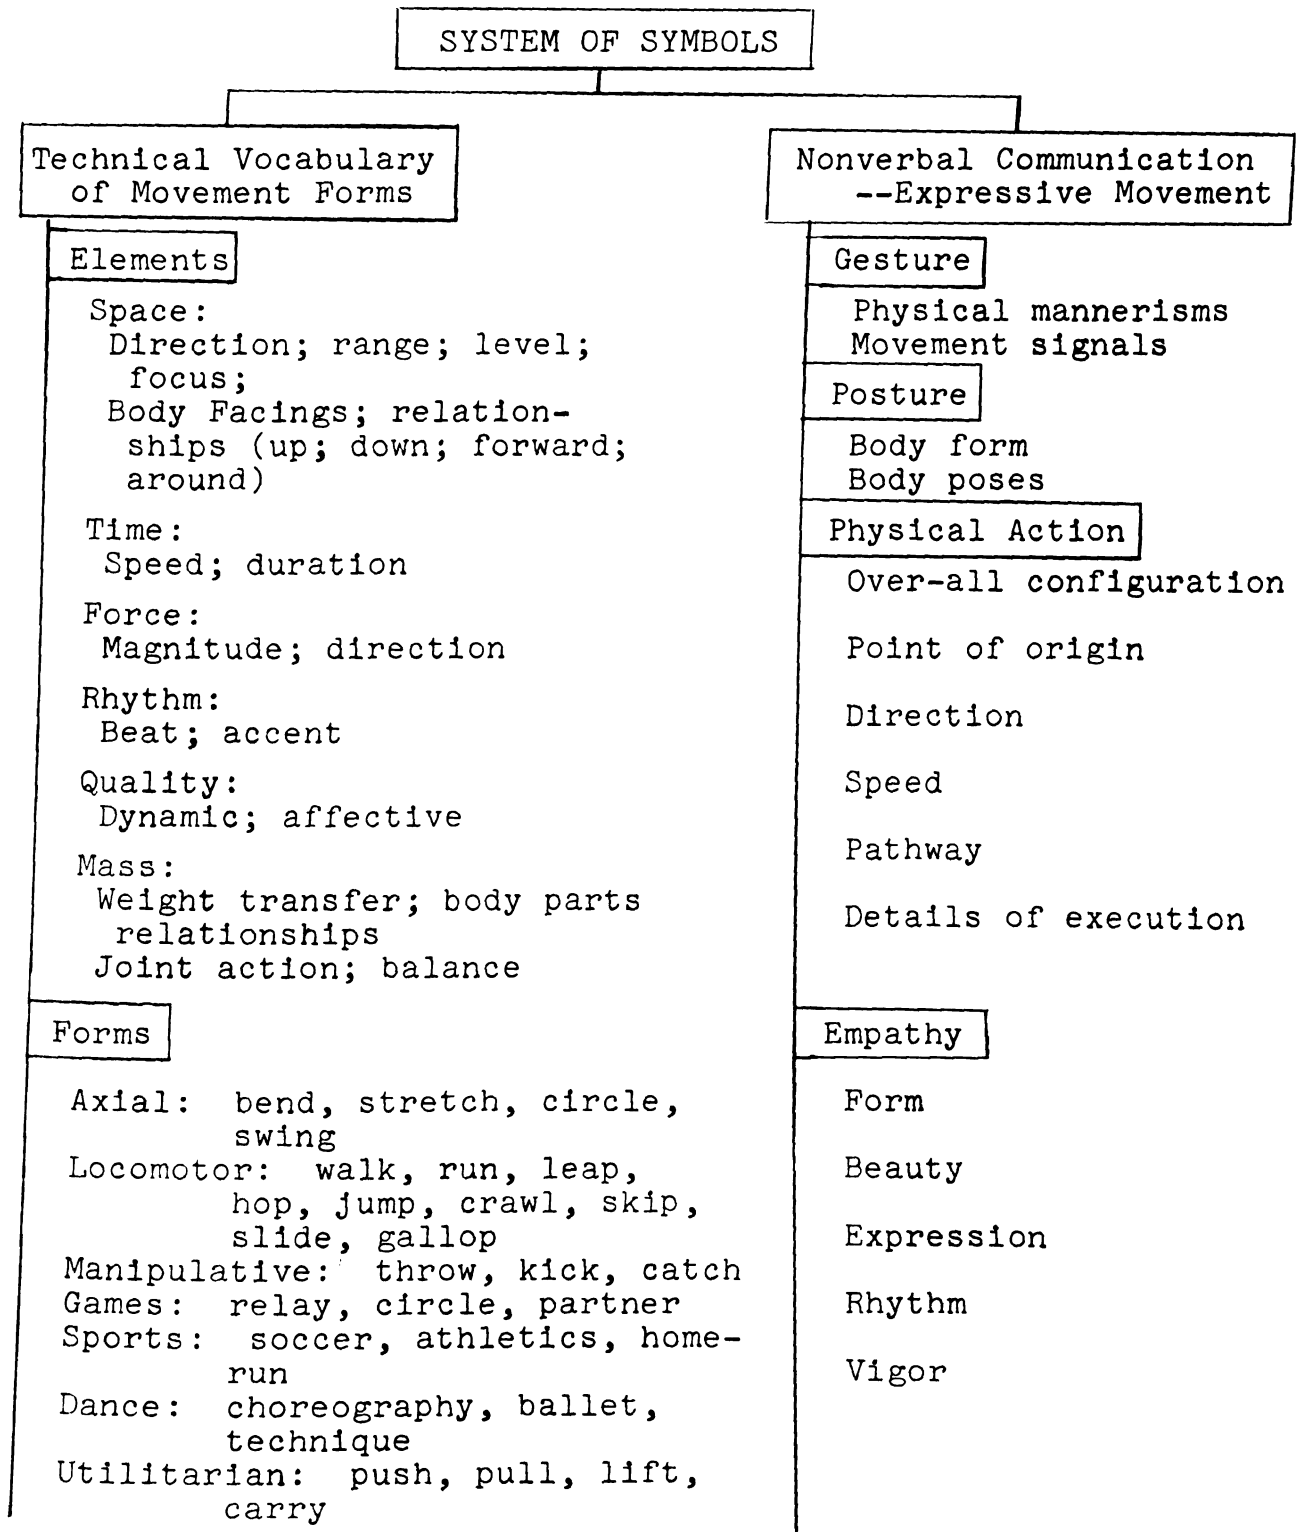 SYSTEM OF SYMBOLS
Technical Vocabulary
of Movement Forms
Elements
Space:
Direction; range; level;
focus;
Body Facings; relation-
ships (up; down; forward;
around)
Time:
Speed; duration
Force:
Magnitude; direction
Rhythm:
Beat; accent
Quality:
Dynamic; affective
Mass:
Weight transfer; body parts
relationships
Joint action; balance
Forms
Axial: bend, stretch, circle,
swing
Locomotor: walk, run, leap,
hop, jump, crawl, skip,
slide, gallop
Manipulative: throw, kick, catch
Games: relay, circle, partner
Sports: soccer, athletics, home-
run
Dance: choreography, ballet,
technique
Utilitarian: push, pull, lift,
carry
Nonverbal Communication
--Expressive Movement
Gesture
Physical mannerisms
Movement signals
Posture
Body form
Body poses
Physical Action
Over-all configuration
Point of origin
Direction
Speed
Pathway
Details of execution
Empathy
Form
Beauty
Expression
Rhythm
Vigor